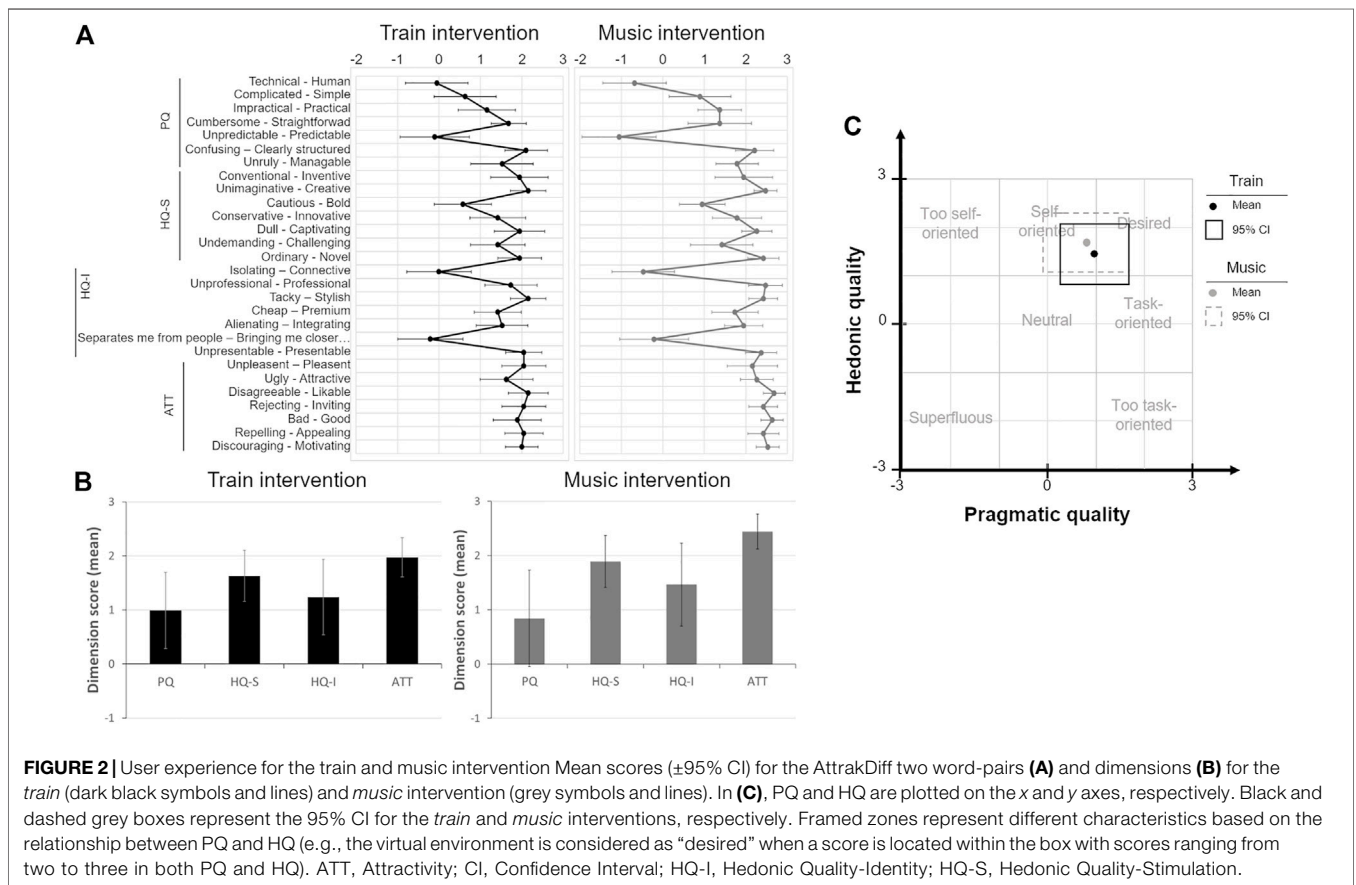 A
Train intervention
Music intervention
-2 -1 0 1 2 3
-2 -1 0 1 2 3
PQ
Technical - Human
Complicated - Simple
Impractical - Practical
Cumbersome - Straightforwad
Unpredictable - Predictable
Confusing – Clearly structured
Unruly - Managable
HQ-S
Conventional - Inventive
Unimaginative - Creative
Cautious - Bold
Conservative - Innovative
Dull - Captivating
Undemanding - Challenging
Ordinary - Novel
HQ-I
Isolating – Connective
Unprofessional - Professional
Tacky – Stylish
Cheap – Premium
Alienating – Integrating
Separates me from people – Bringing me closer…
Unpresentable - Presentable
ATT
Unpleasant – Pleasant
Ugly - Attractive
Disagreeable - Likable
Rejecting - Inviting
Bad - Good
Repelling - Appealing
Discouraging - Motivating
B
Train intervention
Dimension score (mean)
3
2
1
0
-1
PQ HQ-S HQ-I ATT
Music intervention
Dimension score (mean)
3
2
1
0
-1
PQ HQ-S HQ-I ATT
C
Hedonic quality
3
0
-3
Too self-
oriented
Self-
oriented
Desired
Neutral
Task-
oriented
Superfluous
Too task-
oriented
-3 0 3
Pragmatic quality
Train
Mean
95% CI
Music
Mean
95% CI
FIGURE 2 | User experience for the train and music intervention Mean scores (±95% CI) for the AttrakDiff two word-pairs (A) and dimensions (B) for the
train (dark black symbols and lines) and music intervention (grey symbols and lines). In (C), PQ and HQ are plotted on the x and y axes, respectively. Black and
dashed grey boxes represent the 95% CI for the train and music interventions, respectively. Framed zones represent different characteristics based on the
relationship between PQ and HQ (e.g., the virtual environment is considered as “desired” when a score is located within the box with scores ranging from
two to three in both PQ and HQ). ATT, Attractivity; CI, Confidence Interval; HQ-I, Hedonic Quality-Identity; HQ-S, Hedonic Quality-Stimulation.